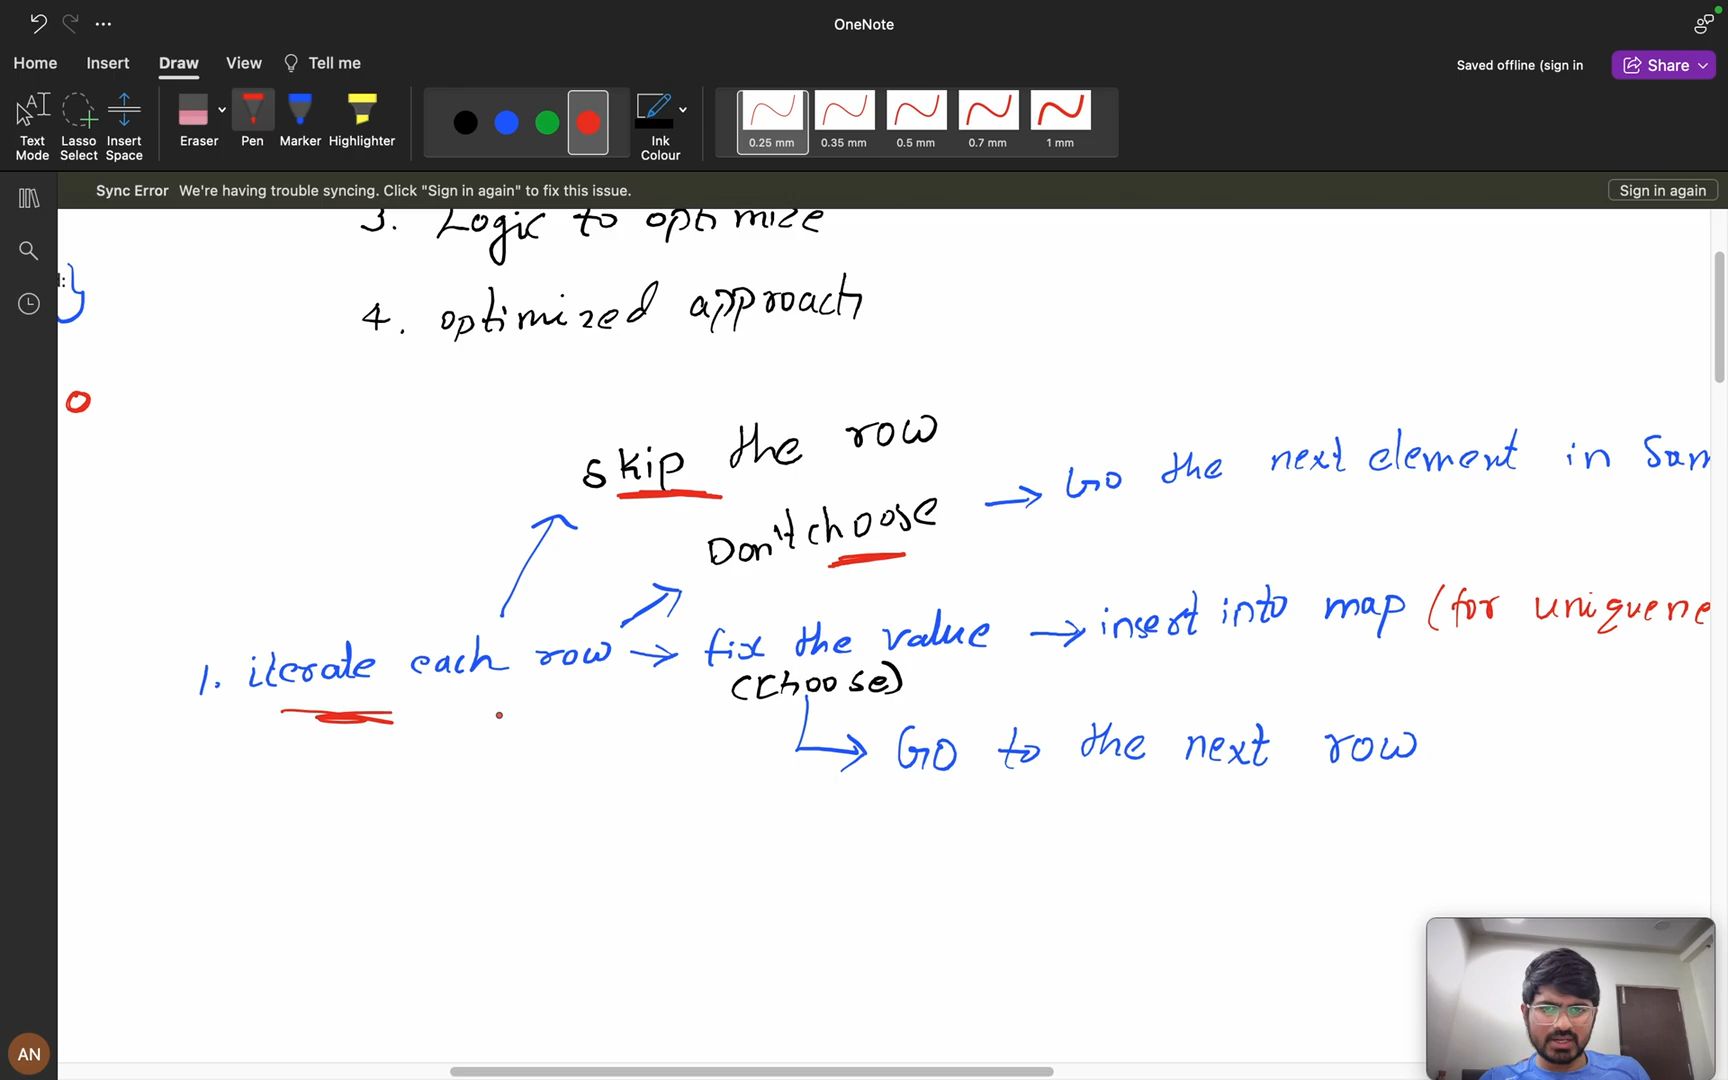 OneNote
Home Insert Draw View Tell me
Saved offline (sign in
Share
Text Mode
Lasso Select
Insert Space
Eraser
Pen
Marker
Highlighter
Ink Colour
0.25 mm
0.35 mm
0.5 mm
0.7 mm
1 mm
Sync Error We're having trouble syncing. Click "Sign in again" to fix this issue.
Sign in again
3. Logic to optimize
4. optimized approach
skip the row
Don't choose → Go the next element in Sam
1. iterate each row → fix the value → insert into map (for uniquene
(choose)
Go to the next row
AN